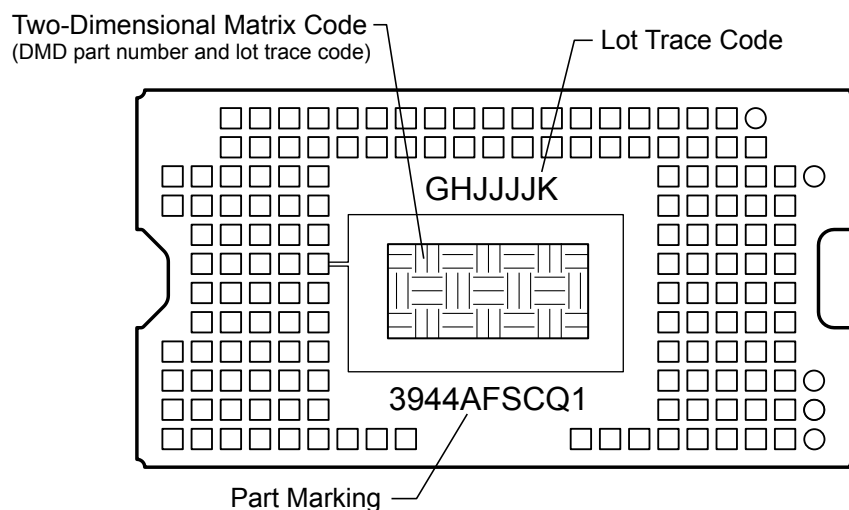 Two-Dimensional Matrix Code
(DMD part number and lot trace code)
Lot Trace Code
GHJJJJK
3944AFSCQ1
Part Marking